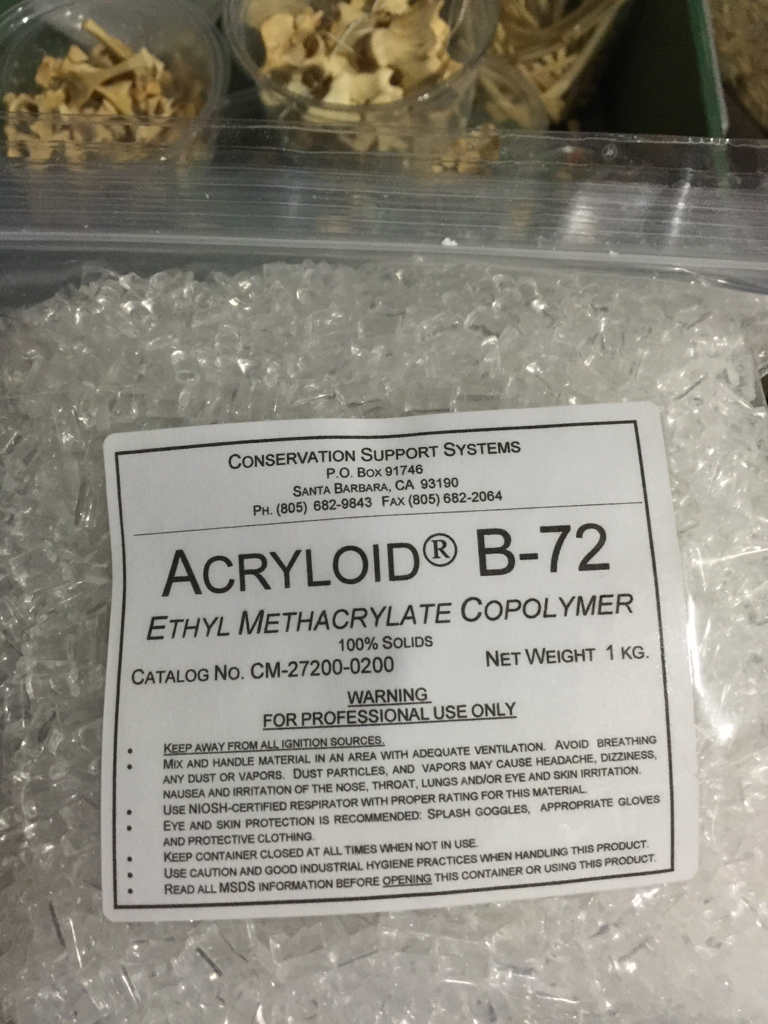 CONSERVATION SUPPORT SYSTEMS
P.O. BOX 91746
SANTA BARBARA, CA 93190
PH. (805) 682-9843 FAX (805) 682-2064
ACRYLOID® B-72
ETHYL METHACRYLATE COPOLYMER
100% SOLIDS
CATALOG NO. CM-27200-0200 NET WEIGHT 1 KG.
WARNING
FOR PROFESSIONAL USE ONLY
• KEEP AWAY FROM ALL IGNITION SOURCES.
• MIX AND HANDLE MATERIAL IN AN AREA WITH ADEQUATE VENTILATION. AVOID BREATHING
ANY DUST OR VAPORS. DUST PARTICLES, AND VAPORS MAY CAUSE HEADACHE, DIZZINESS,
NAUSEA AND IRRITATION OF THE NOSE, THROAT, LUNGS AND/OR EYE AND SKIN IRRITATION.
• USE NIOSH-CERTIFIED RESPIRATOR WITH PROPER RATING FOR THIS MATERIAL.
• EYE AND SKIN PROTECTION IS RECOMMENDED: SPLASH GOGGLES, APPROPRIATE GLOVES
AND PROTECTIVE CLOTHING.
• KEEP CONTAINER CLOSED AT ALL TIMES WHEN NOT IN USE.
• USE CAUTION AND GOOD INDUSTRIAL HYGIENE PRACTICES WHEN HANDLING THIS PRODUCT.
• READ ALL MSDS INFORMATION BEFORE OPENING THIS CONTAINER OR USING THIS PRODUCT.